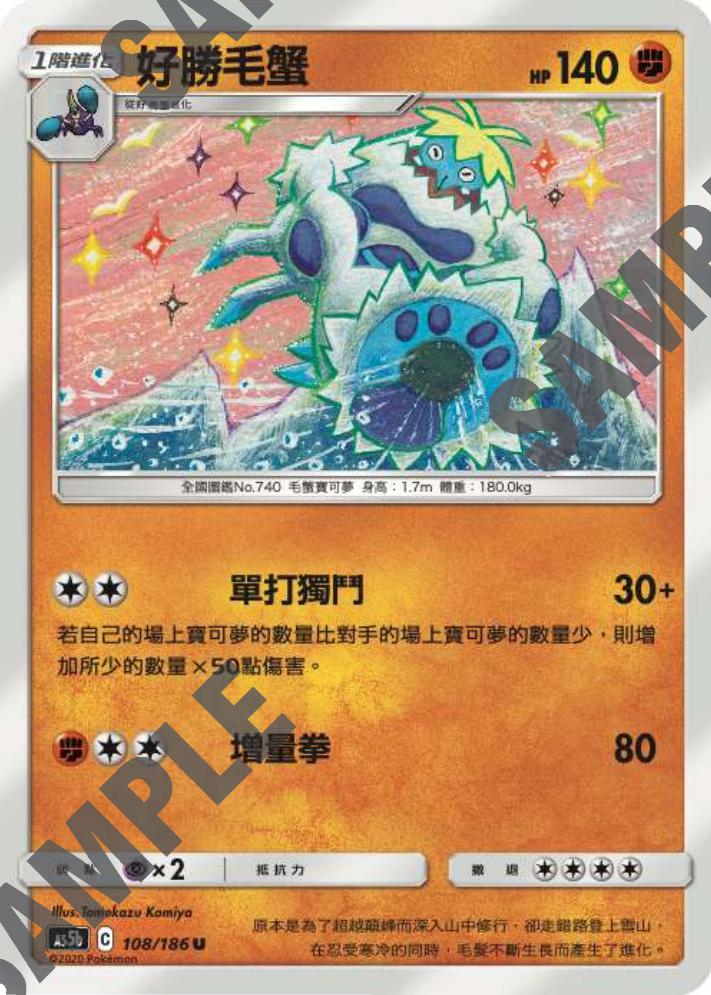 1階進化 好勝毛蟹 HP 140
從好勝蟹進化
全國圖鑑No.740 毛蟹寶可夢 身高：1.7m 體重：180.0kg
單打獨鬥 30+
若自己的場上寶可夢的數量比對手的場上寶可夢的數量少，則增
加所少的數量×50點傷害。
增量拳 80
×2 抵抗力 撤退
Illus. Tomokazu Komiya
AS5b C 108/186 U
©2020 Pokémon
原本是為了超越巔峰而深入山中修行，卻走錯路登上雪山，
在忍受寒冷的同時，毛髮不斷生長而產生了進化。
SAMPLE
SAMPLE